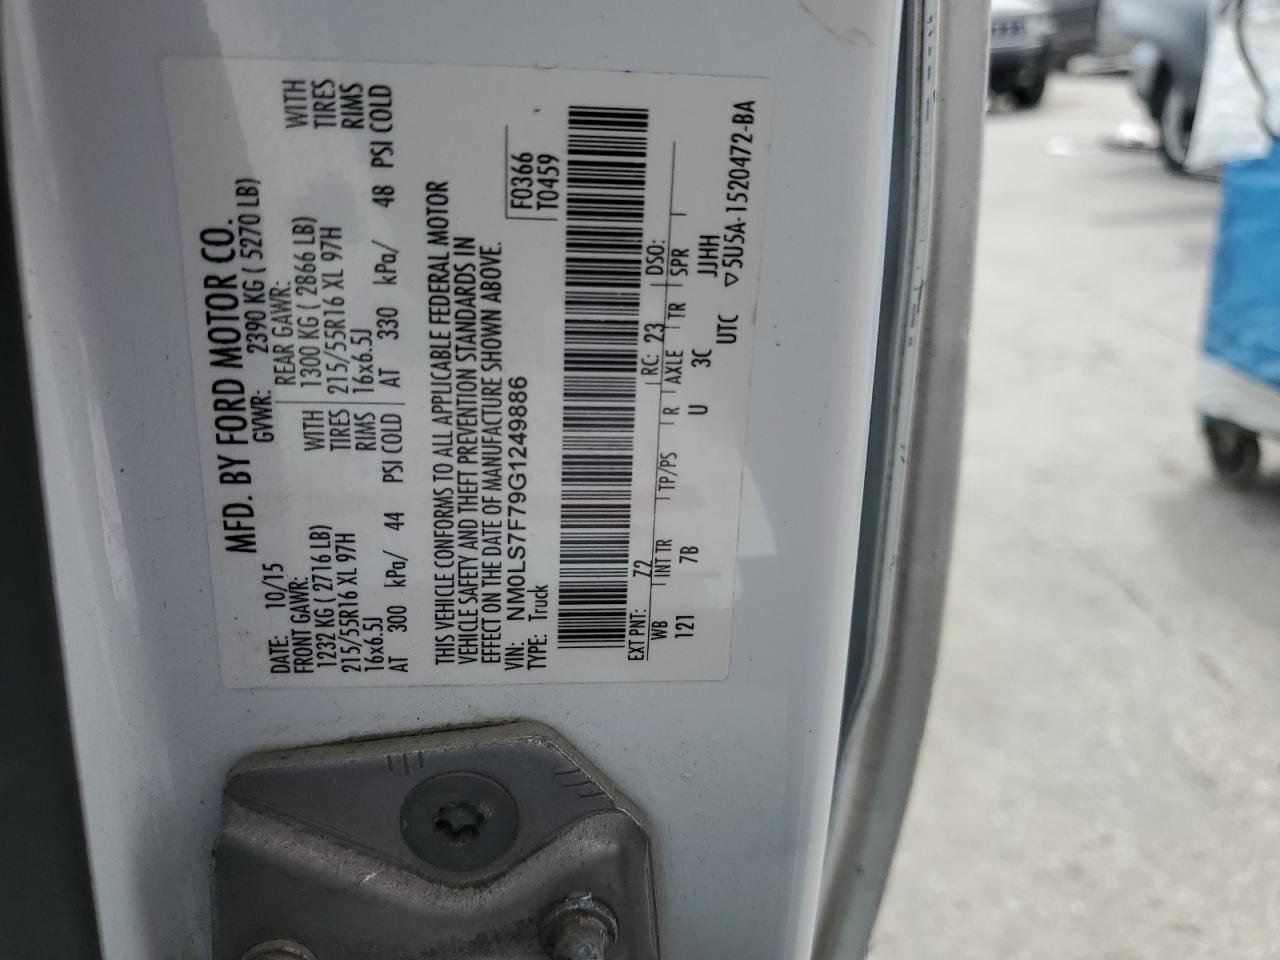 MFD. BY FORD MOTOR CO.
DATE: 10/15 GVWR: 2390 KG ( 5270 LB)
FRONT GAWR: REAR GAWR:
1232 KG ( 2716 LB) WITH 1300 KG ( 2866 LB) WITH
215/55R16 XL 97H TIRES 215/55R16 XL 97H TIRES
16x6.5J RIMS 16x6.5J RIMS
AT 300 kPa/ 44 PSI COLD AT 330 kPa/ 48 PSI COLD
THIS VEHICLE CONFORMS TO ALL APPLICABLE FEDERAL MOTOR
VEHICLE SAFETY AND THEFT PREVENTION STANDARDS IN
EFFECT ON THE DATE OF MANUFACTURE SHOWN ABOVE.
VIN: NM0LS7F79G1249886 F0366
TYPE: Truck T0459
EXT PNT: Z2 RC: 23 DSO:
WB INT TR TP/PS R AXLE TR SPR
121 7B U 3C JJHH
UTC ▽5U5A-1520472-BA